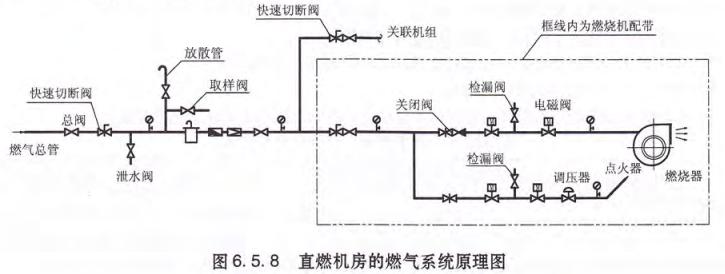 快速切断阀
关联机组
框线内为燃烧机配带
放散管
快速切断阀
取样阀
检漏阀
总阀
关闭阀
电磁阀
燃气总管
泄水阀
检漏阀
调压器
点火器
燃烧器
图6.5.8 直燃机房的燃气系统原理图